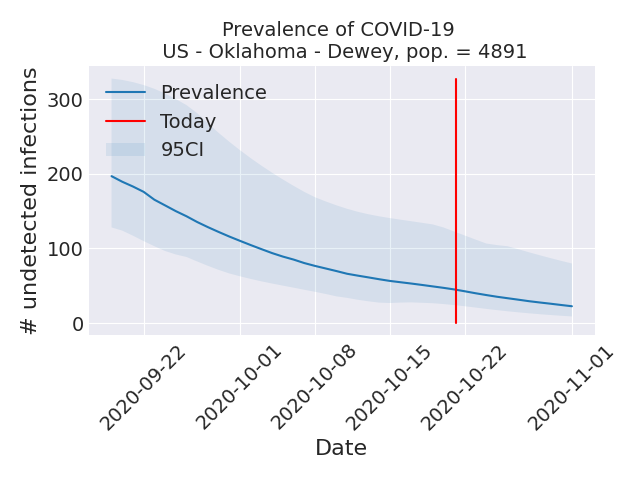 Prevalence of COVID-19
US - Oklahoma - Dewey, pop. = 4891
# undetected infections
300
200
100
0
Prevalence
Today
95CI
2020-09-22
2020-10-01
2020-10-08
2020-10-15
2020-10-22
2020-11-01
Date